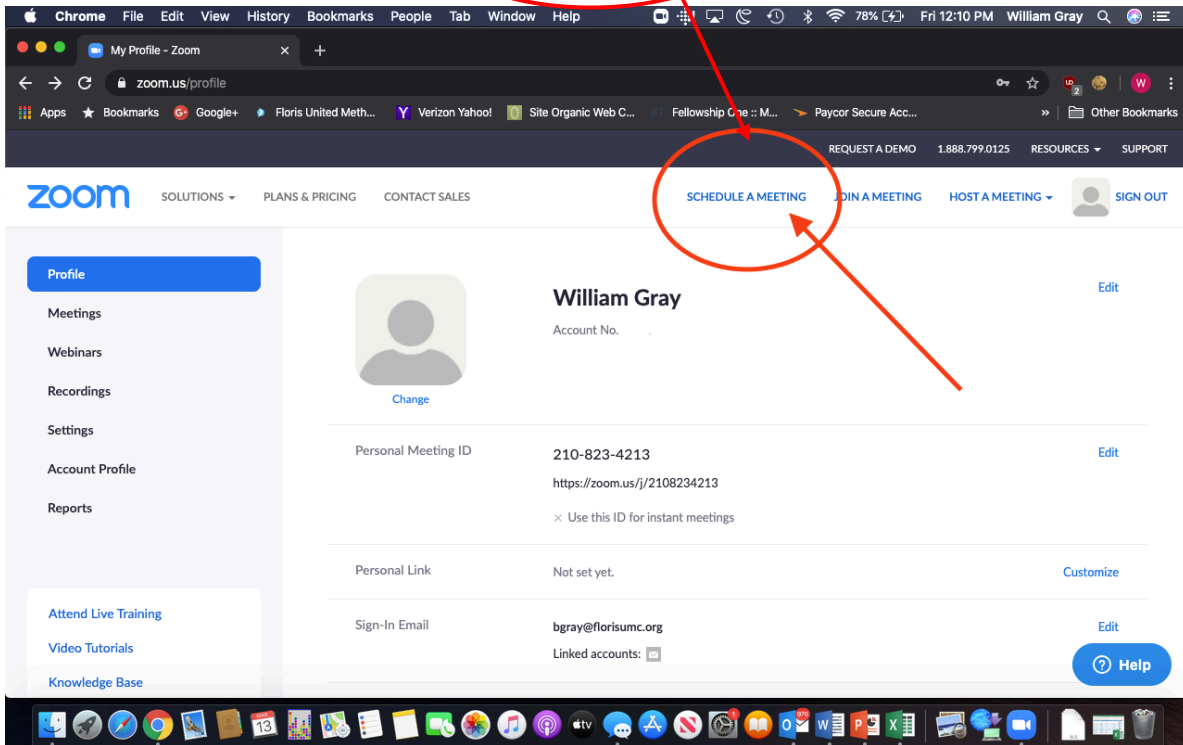 Chrome File Edit View History Bookmarks People Tab Window Help 78% Fri 12:10 PM William Gray
My Profile - Zoom
zoom.us/profile
Apps Bookmarks Google+ Floris United Meth... Verizon Yahoo! Site Organic Web C... Fellowship One :: M... Paycor Secure Acc... » Other Bookmarks
REQUEST A DEMO 1.888.799.0125 RESOURCES SUPPORT
zoom SOLUTIONS PLANS & PRICING CONTACT SALES SCHEDULE A MEETING JOIN A MEETING HOST A MEETING SIGN OUT
Profile
Meetings
Webinars
Recordings
Settings
Account Profile
Reports
Attend Live Training
Video Tutorials
Knowledge Base
Change
William Gray
Edit
Account No.
Personal Meeting ID
210-823-4213
Edit
https://zoom.us/j/2108234213
× Use this ID for instant meetings
Personal Link
Not set yet.
Customize
Sign-In Email
bgray@florisumc.org
Edit
Linked accounts:
Help
13
tv